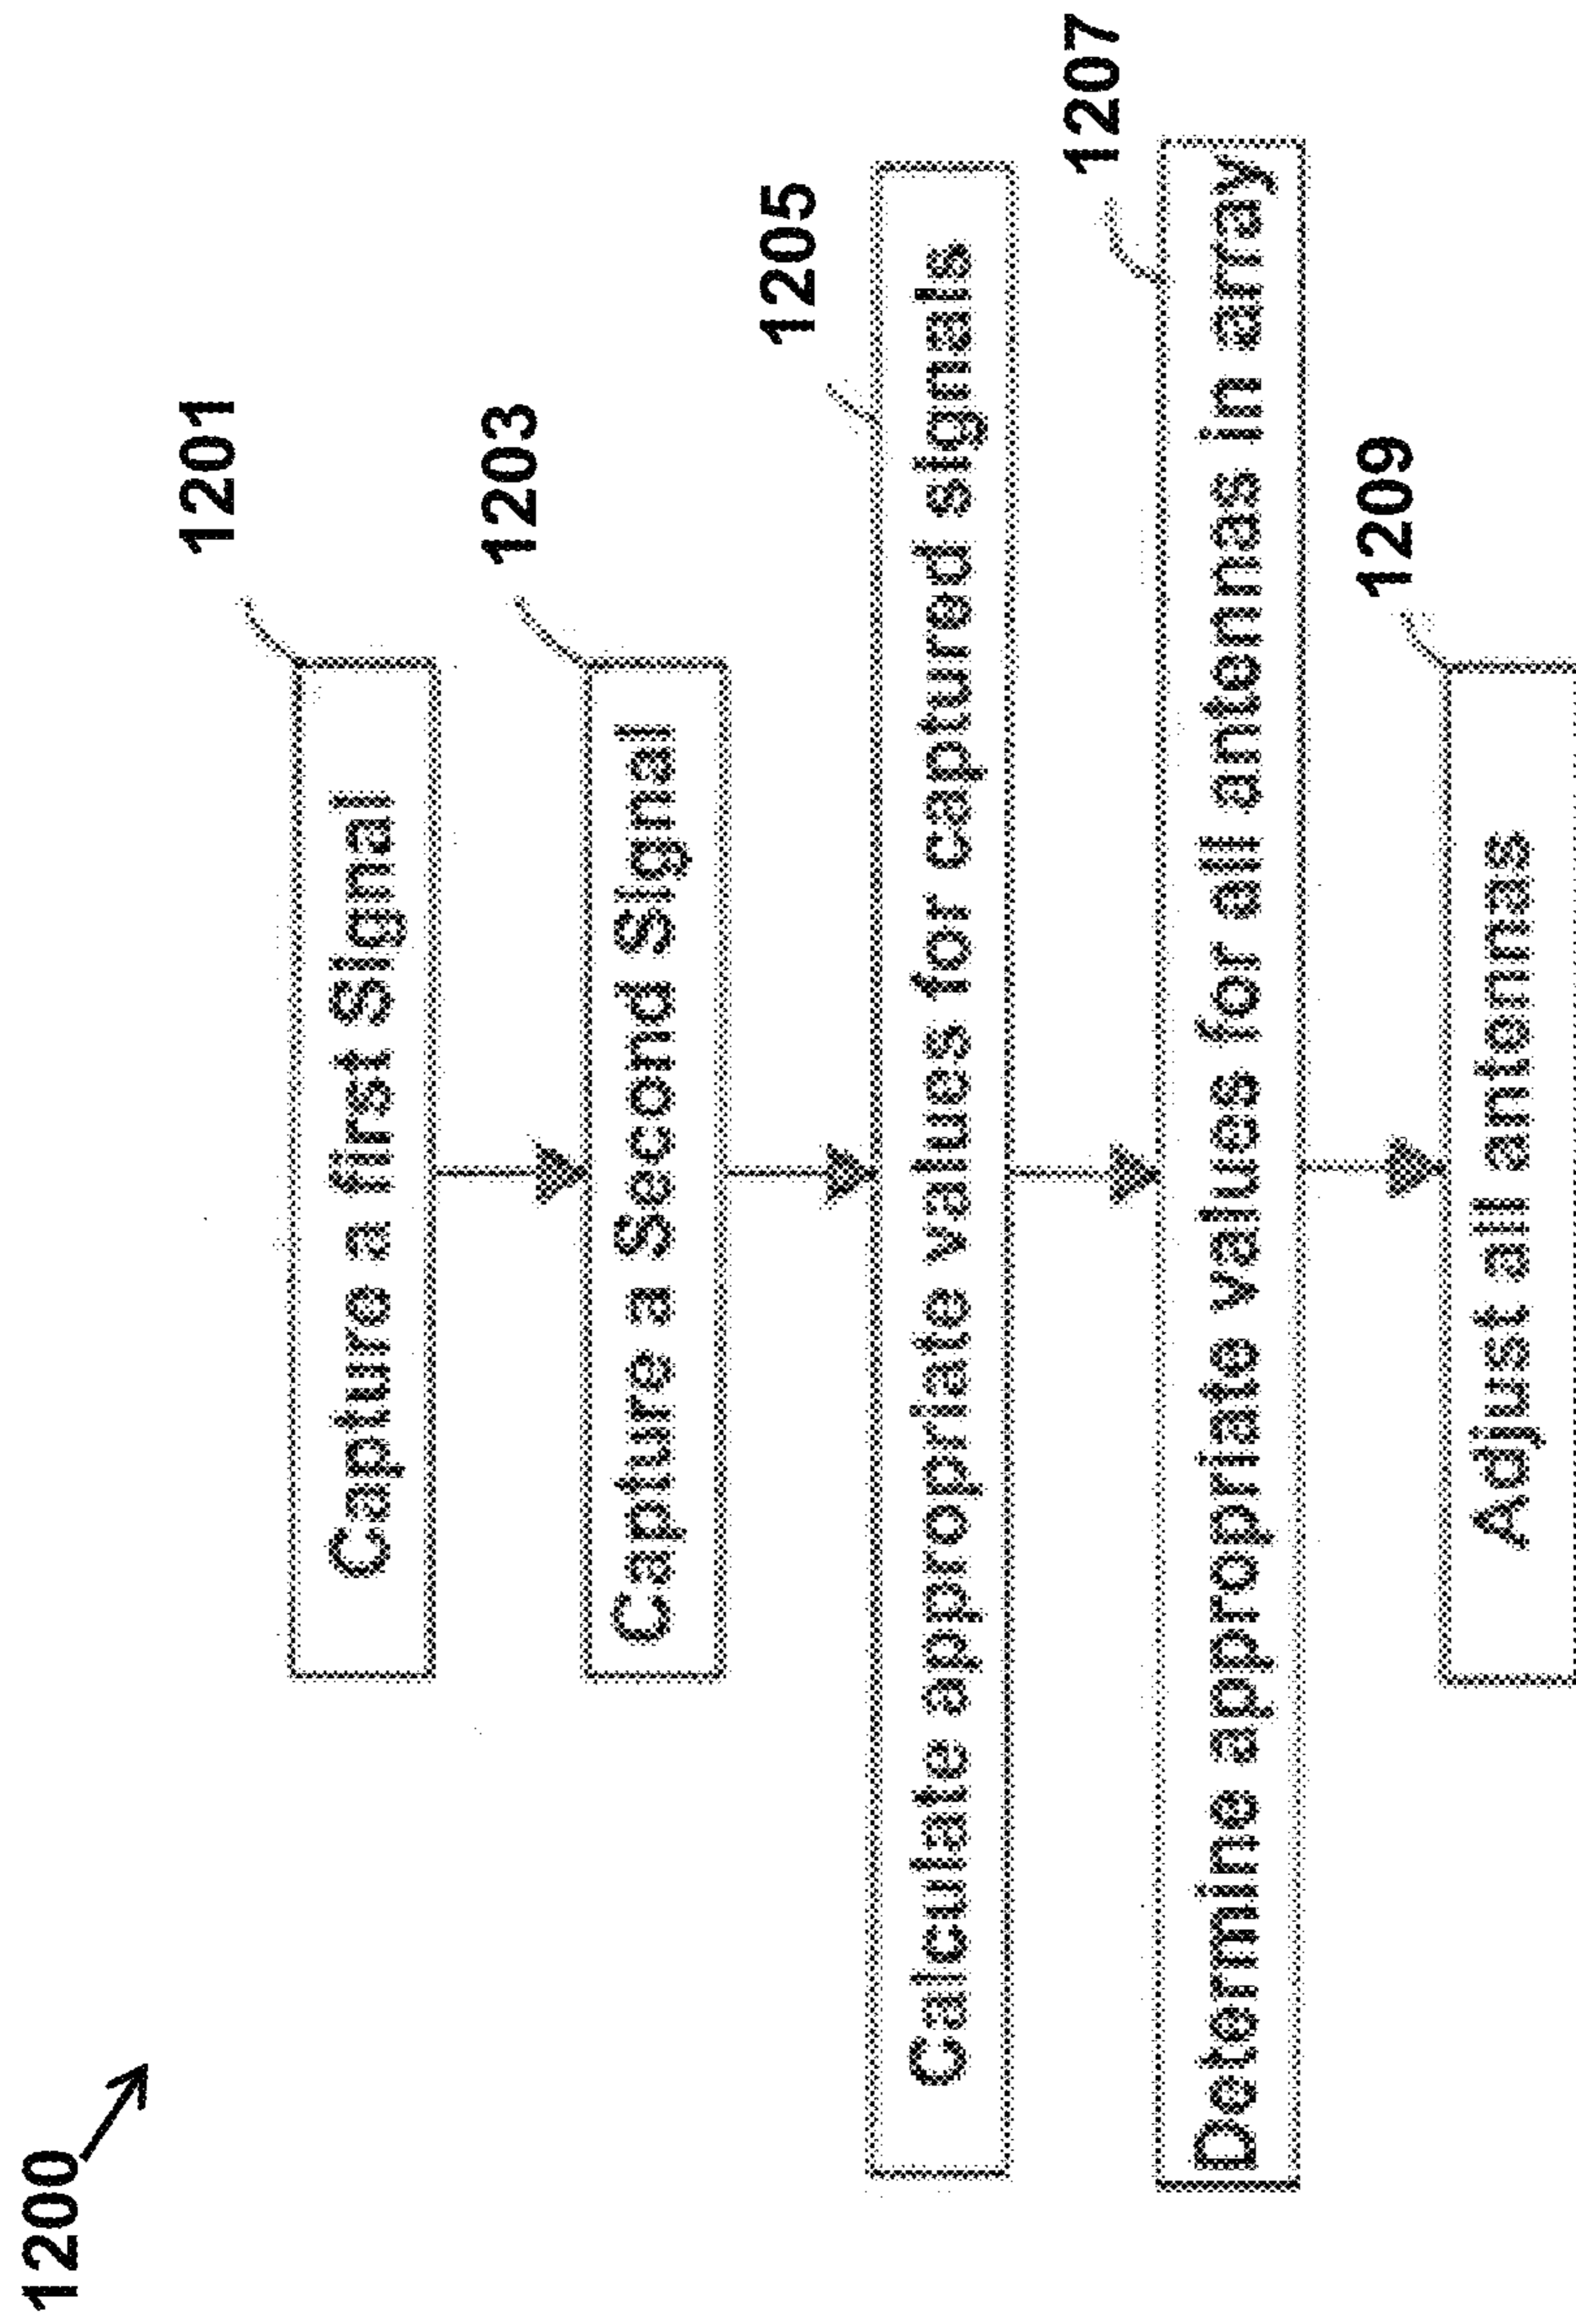 1200
1201
Capture a first Signal
1203
Capture a Second Signal
1205
Calculate appropriate values for captured signals
1207
Determine appropriate values for all antennas in array
1209
Adjust all antennas